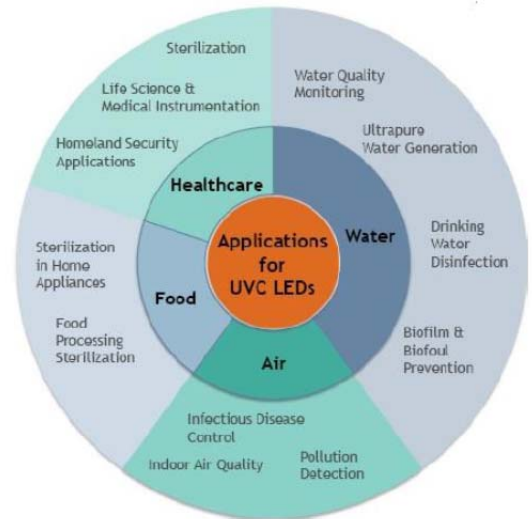 Sterilization
Life Science &
Medical Instrumentation
Homeland Security
Applications
Healthcare
Water Quality
Monitoring
Ultrapure
Water Generation
Drinking
Water
Disinfection
Biofilm &
Biofoul
Prevention
Water
Applications
for
UVC LEDs
Sterilization
in Home
Appliances
Food
Processing
Sterilization
Food
Air
Infectious Disease
Control
Indoor Air Quality
Pollution
Detection